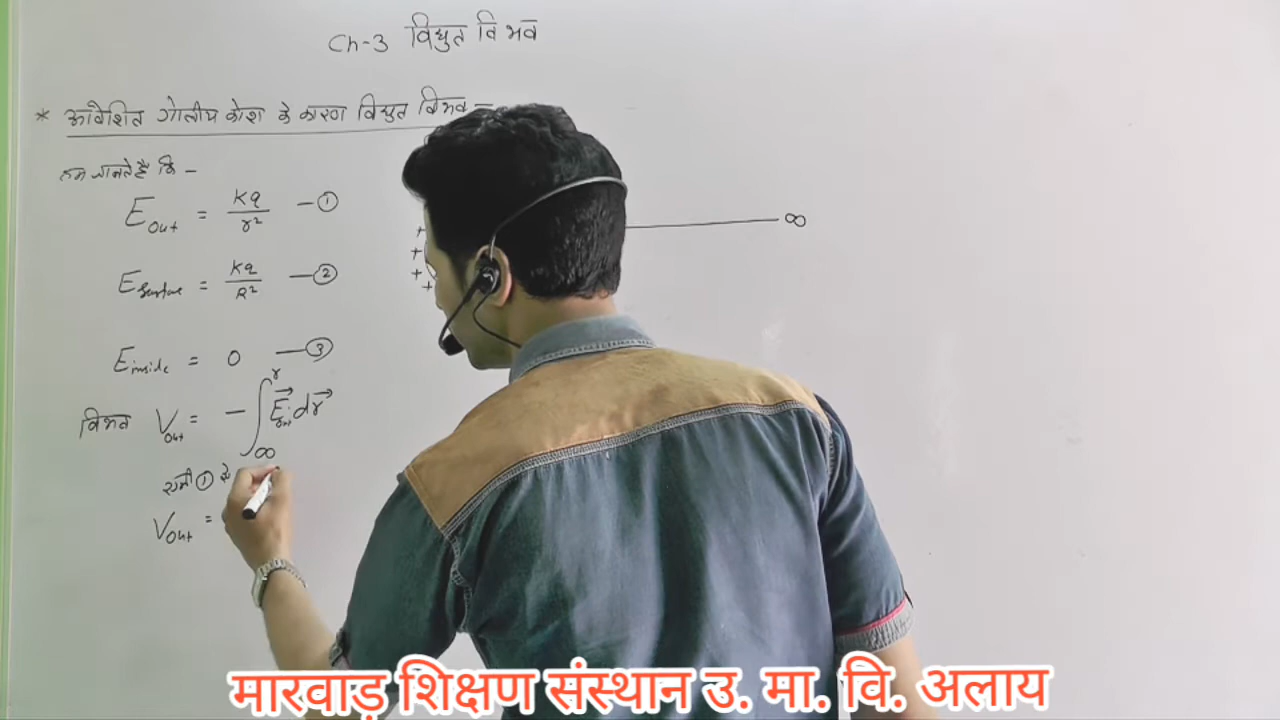 Ch-3 विद्युत विभव
* आवेशित गोलीय कोश के कारण विद्युत विभव -
हम जानते है कि -
E_Out = Kq/r² - ①
E_Surface = Kq/R² - ②
E_inside = 0 - ③
विभव V_Out = - ∫_∞^r E⃗_Out . dr⃗
समी ① से
V_Out =
+
+
+
+
∞
मारवाड़ शिक्षण संस्थान उ. मा. वि. अलाय